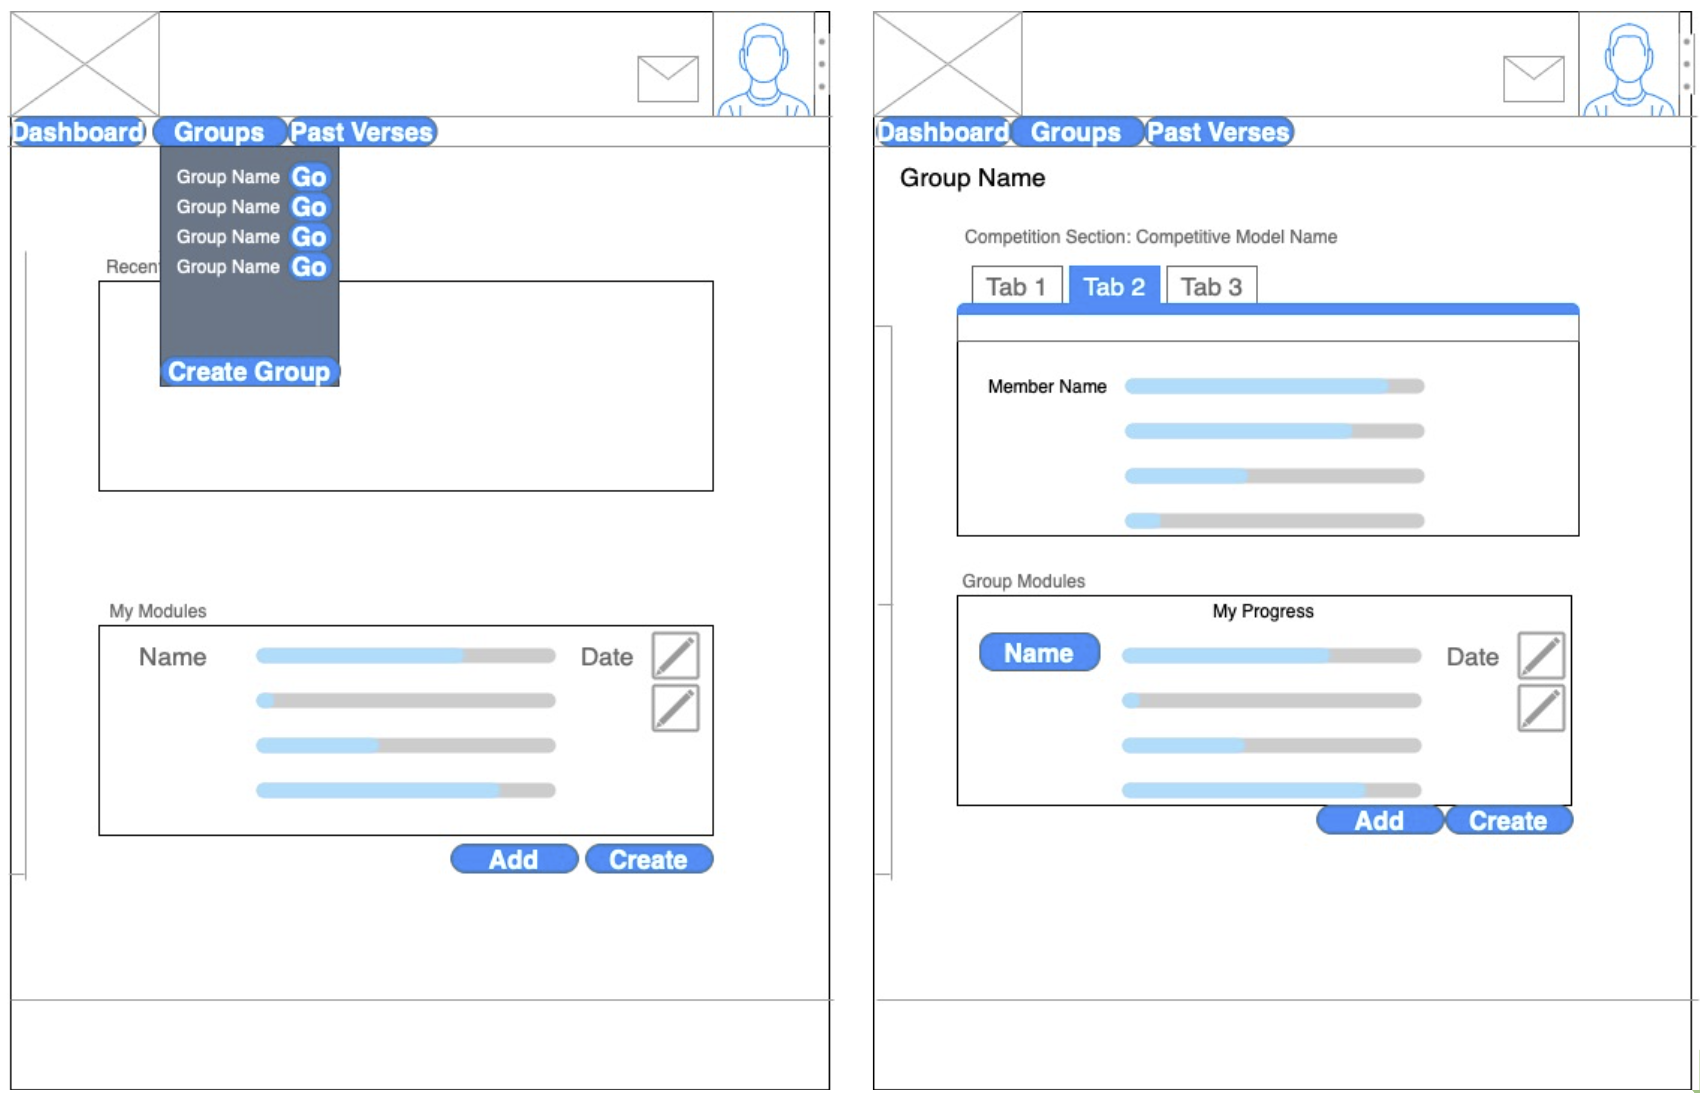 Dashboard Groups Past Verses
Group Name Go
Group Name Go
Group Name Go
Recen Group Name Go
Create Group
My Modules
Name Date
Add Create
Dashboard Groups Past Verses
Group Name
Competition Section: Competitive Model Name
Tab 1 Tab 2 Tab 3
Member Name
Group Modules
My Progress
Name Date
Add Create